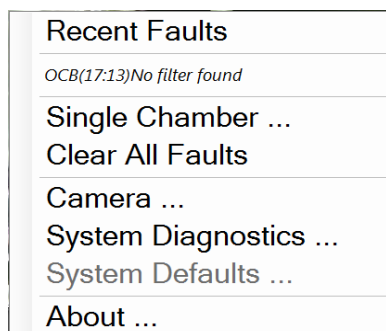 Recent Faults
OCB(17:13)No filter found
Single Chamber ...
Clear All Faults
Camera ...
System Diagnostics ...
System Defaults ...
About ...